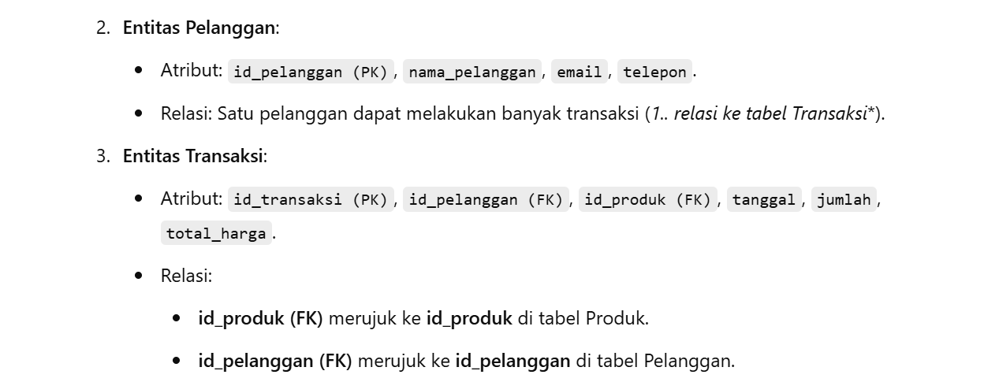 2. Entitas Pelanggan:
• Atribut: id_pelanggan (PK), nama_pelanggan, email, telepon.
• Relasi: Satu pelanggan dapat melakukan banyak transaksi (1.. relasi ke tabel Transaksi*).
3. Entitas Transaksi:
• Atribut: id_transaksi (PK), id_pelanggan (FK), id_produk (FK), tanggal, jumlah,
total_harga.
• Relasi:
• id_produk (FK) merujuk ke id_produk di tabel Produk.
• id_pelanggan (FK) merujuk ke id_pelanggan di tabel Pelanggan.